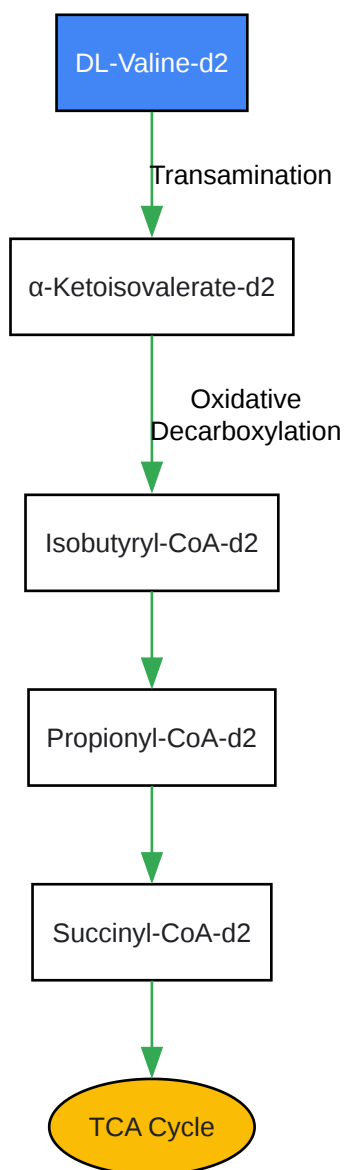 DL-Valine-d2
Transamination
α-Ketoisovalerate-d2
Oxidative
Decarboxylation
Isobutyryl-CoA-d2
Propionyl-CoA-d2
Succinyl-CoA-d2
TCA Cycle